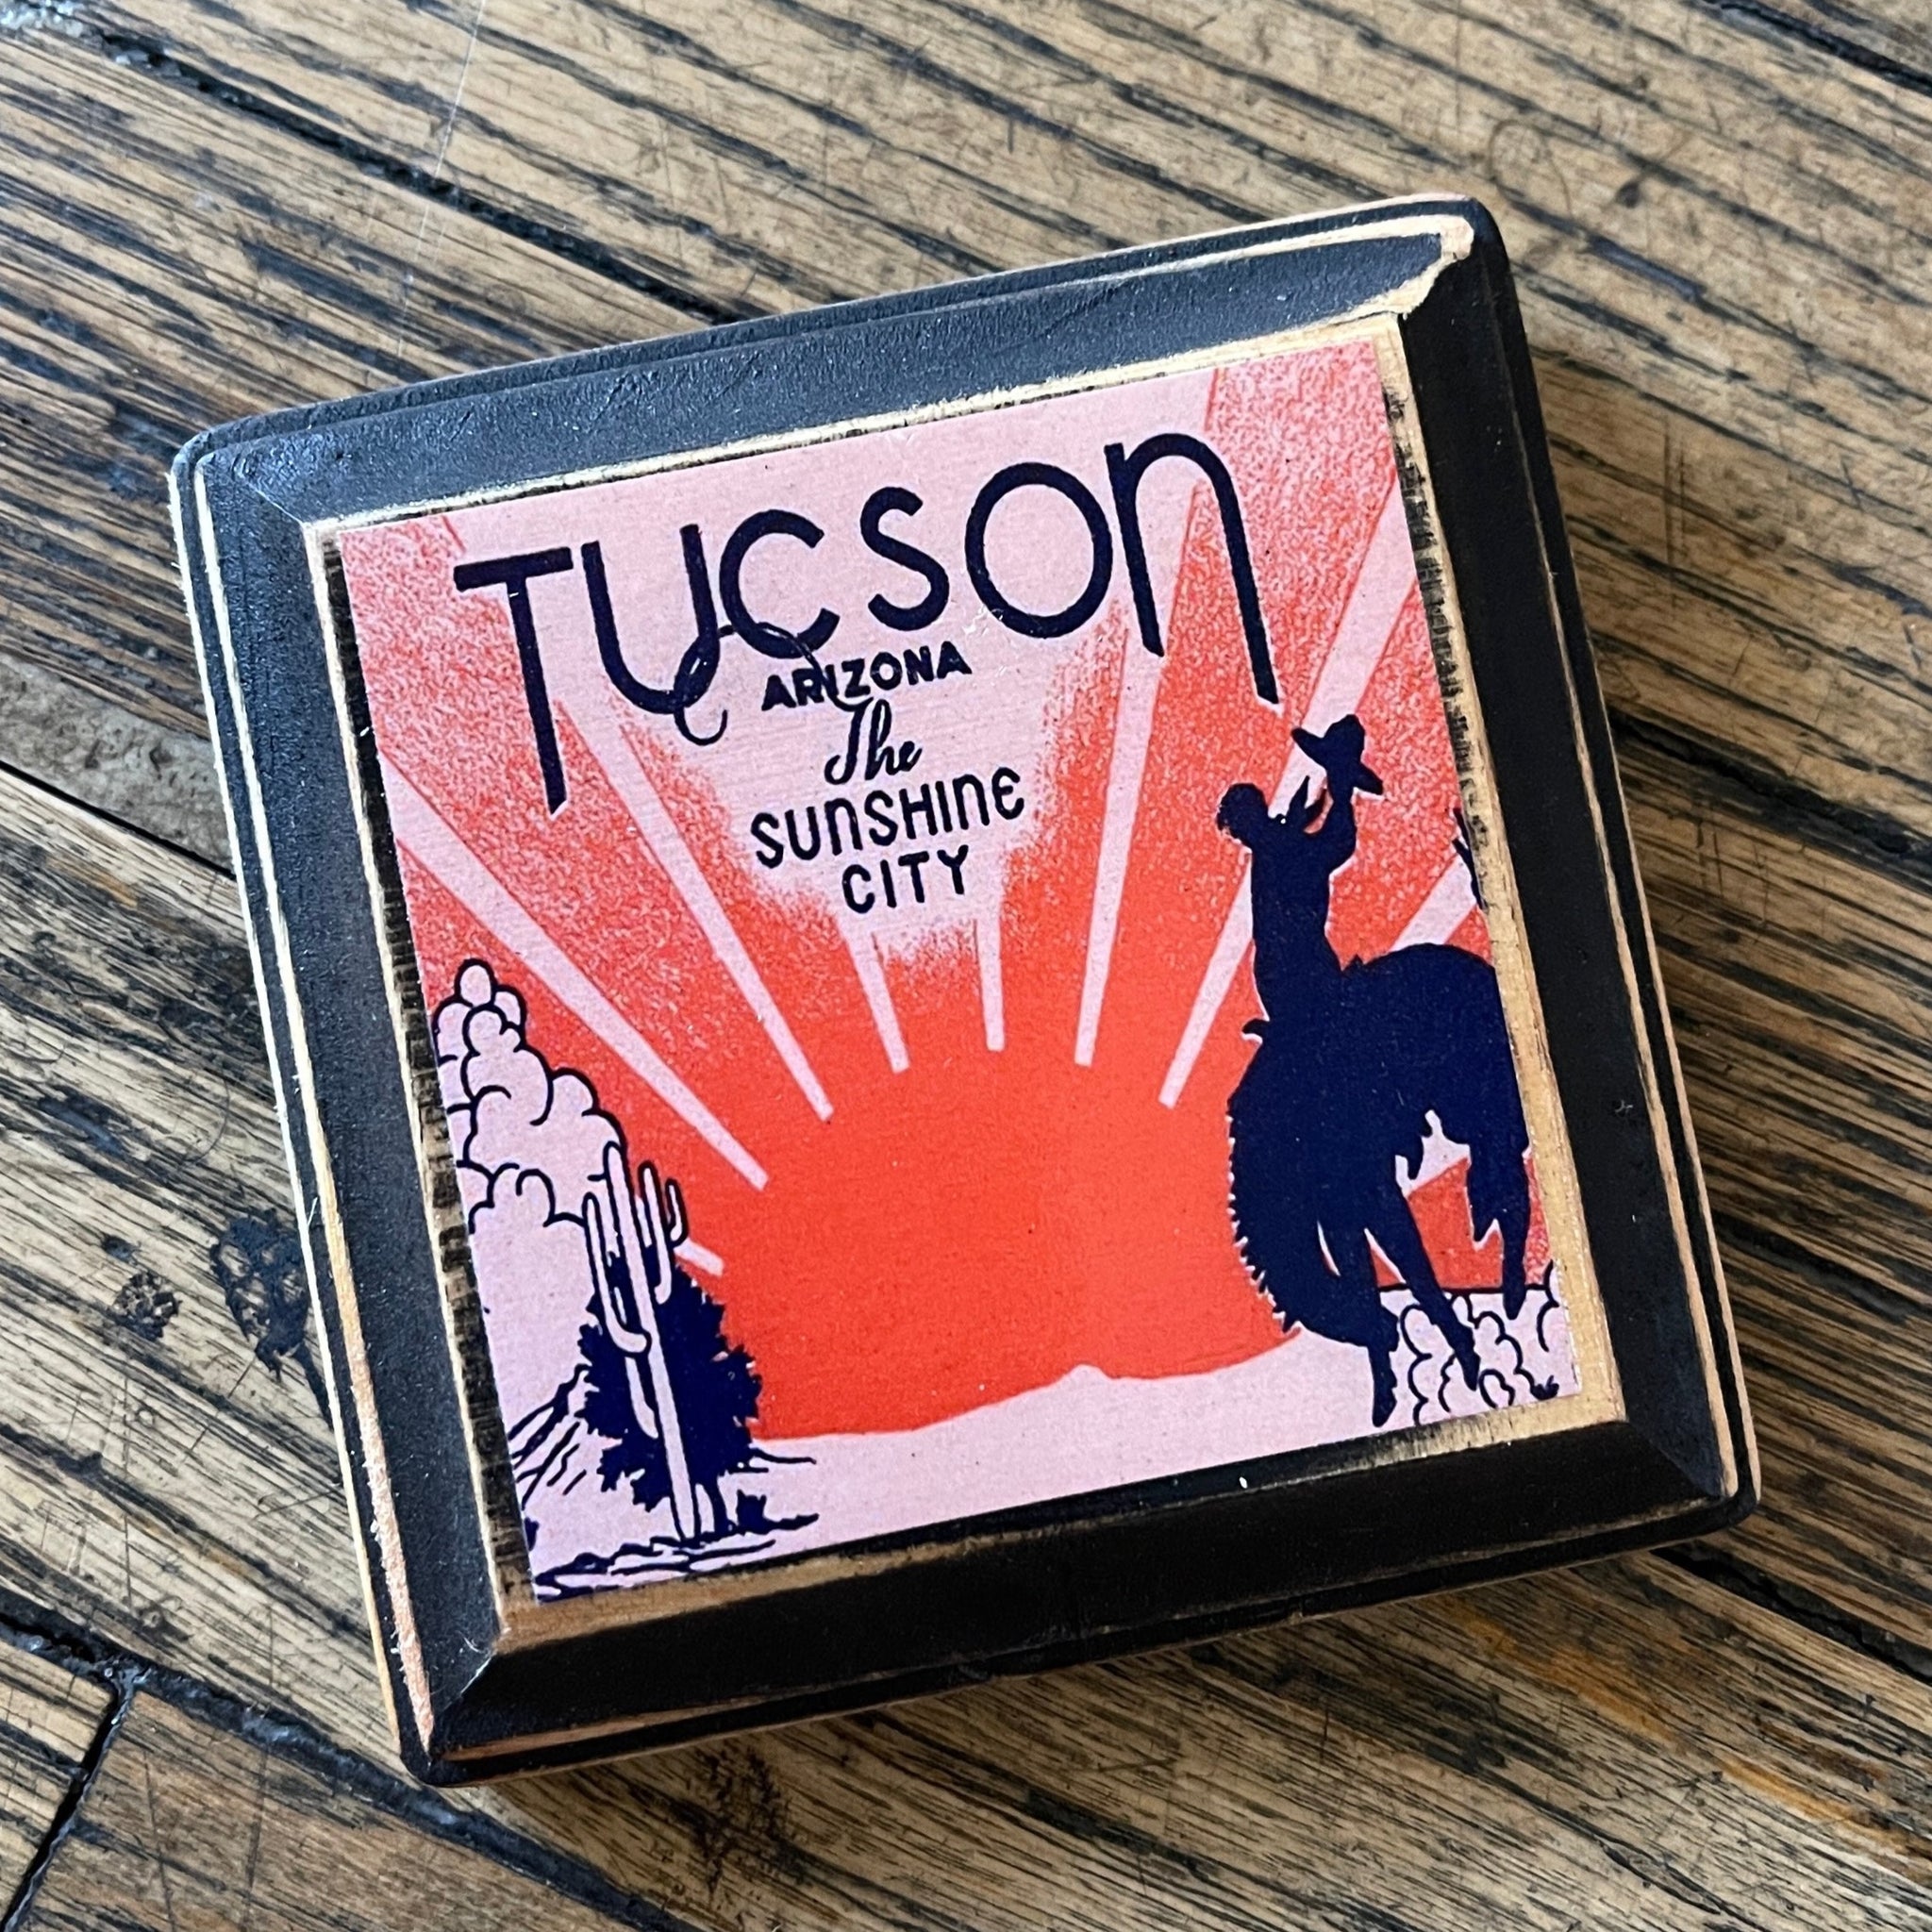 TUCSON
ARIZONA
The
SUNSHINE
CITY